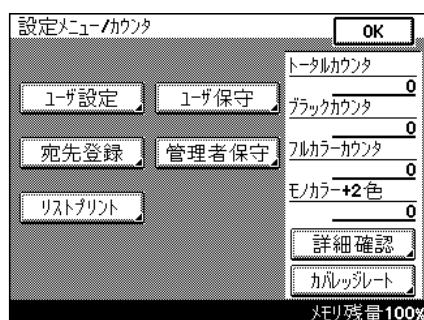 設定ﾒﾆｭｰ/ｶｳﾝﾀ
OK
ﾕｰｻﾞ設定
ﾕｰｻﾞ保守
宛先登録
管理者保守
ﾘｽﾄﾌﾟﾘﾝﾄ
ﾄｰﾀﾙｶｳﾝﾀ
0
ﾌﾞﾗｯｸｶｳﾝﾀ
0
ﾌﾙｶﾗｰｶｳﾝﾀ
0
ﾓﾉｶﾗｰ+2色
0
詳細確認
ｶﾊﾞﾚｯｼﾞﾚｰﾄ
ﾒﾓﾘ残量100%